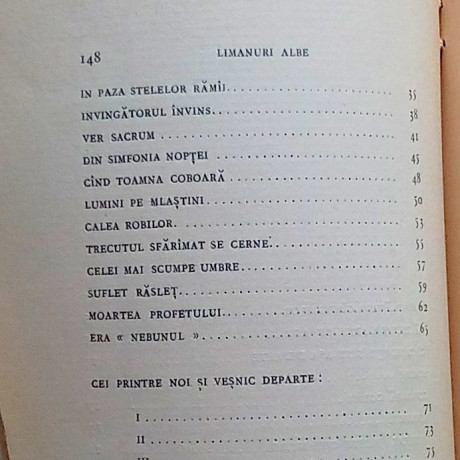 148 LIMANURI ALBE
IN PAZA STELELOR RĂMÎI 35
INVINGĂTORUL ÎNVINS 38
VER SACRUM 41
DIN SIMFONIA NOPȚEI 45
CÎND TOAMNA COBOARĂ 48
LUMINI PE MLAȘTINI 50
CALEA ROBILOR 53
TRECUTUL SFĂRÎMAT SE CERNE 55
CELEI MAI SCUMPE UMBRE 57
SUFLET RĂSLEȚ 59
MOARTEA PROFETULUI 62
ERA « NEBUNUL » 65
CEI PRINTRE NOI ȘI VEȘNIC DEPARTE :
I 71
II 73
III 75